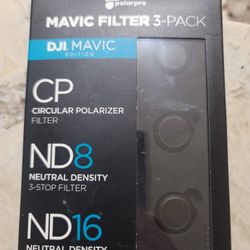 polarpro
MAVIC FILTER 3-PACK
DJI MAVIC
EDITION
CP
CIRCULAR POLARIZER
FILTER
ND8
NEUTRAL DENSITY
3-STOP FILTER
ND16
NEUTRAL DENSITY